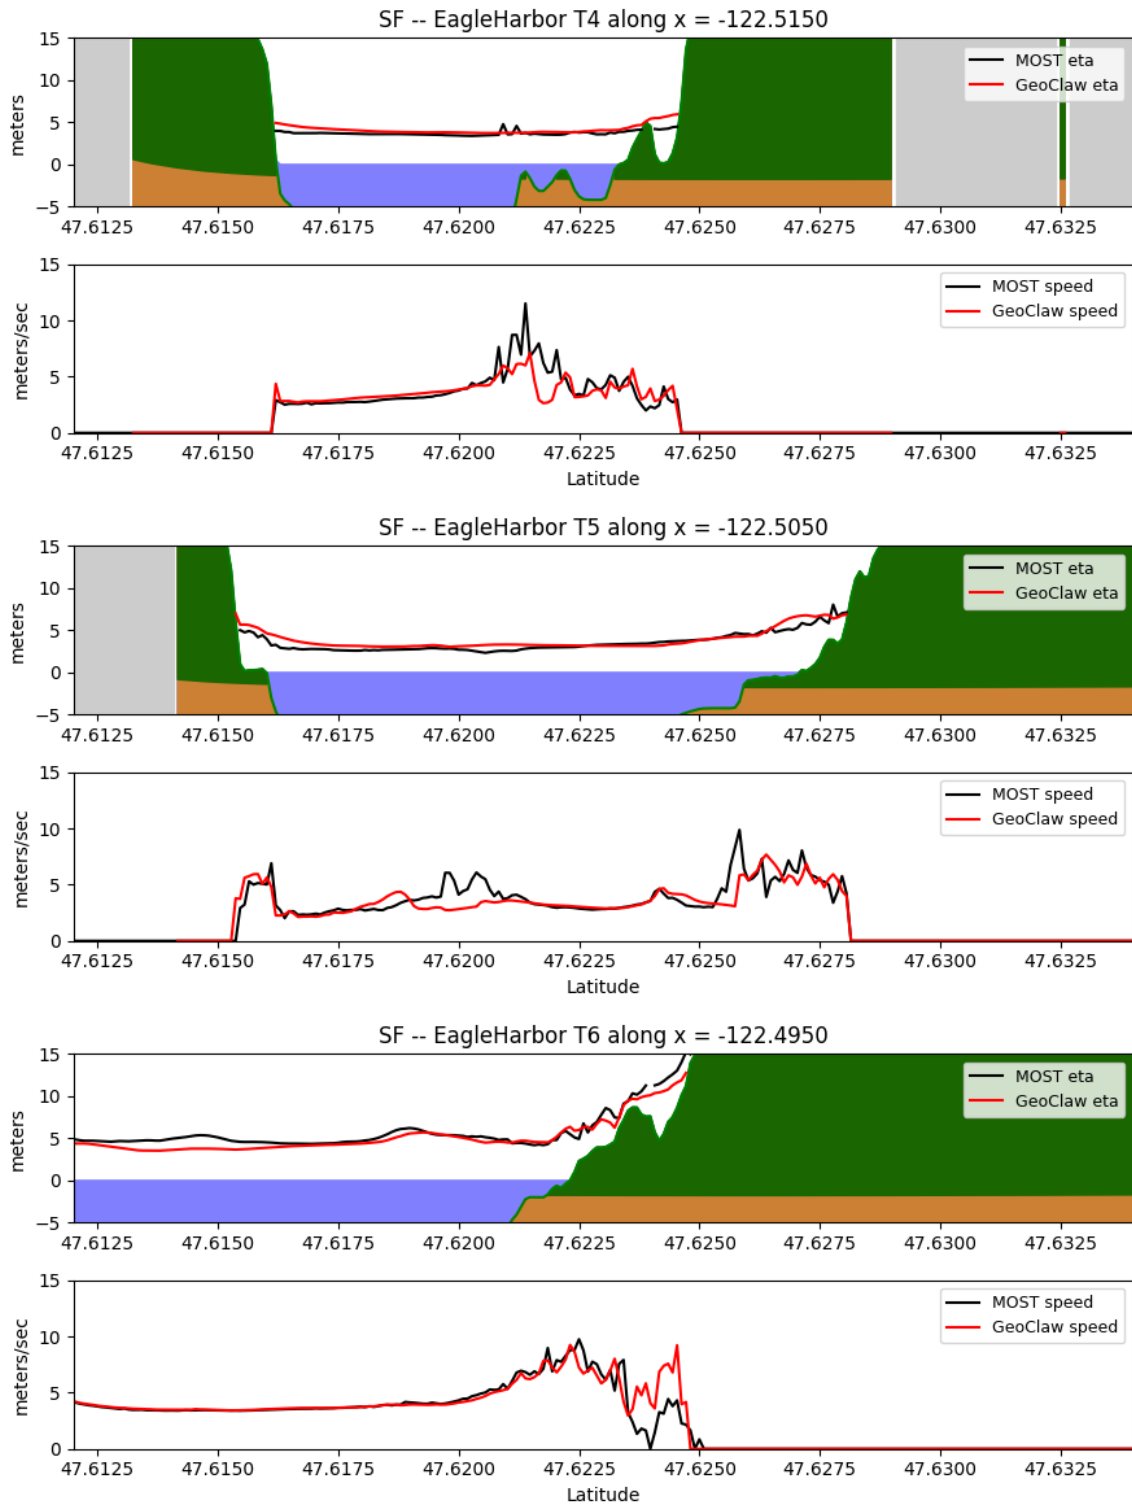 SF -- EagleHarbor T4 along x = -122.5150
15
10
5
0
−5
meters
MOST eta
GeoClaw eta
47.6125 47.6150 47.6175 47.6200 47.6225 47.6250 47.6275 47.6300 47.6325
15
10
5
0
meters/sec
MOST speed
GeoClaw speed
47.6125 47.6150 47.6175 47.6200 47.6225 47.6250 47.6275 47.6300 47.6325
Latitude
SF -- EagleHarbor T5 along x = -122.5050
15
10
5
0
−5
meters
MOST eta
GeoClaw eta
47.6125 47.6150 47.6175 47.6200 47.6225 47.6250 47.6275 47.6300 47.6325
15
10
5
0
meters/sec
MOST speed
GeoClaw speed
47.6125 47.6150 47.6175 47.6200 47.6225 47.6250 47.6275 47.6300 47.6325
Latitude
SF -- EagleHarbor T6 along x = -122.4950
15
10
5
0
−5
meters
MOST eta
GeoClaw eta
47.6125 47.6150 47.6175 47.6200 47.6225 47.6250 47.6275 47.6300 47.6325
15
10
5
0
meters/sec
MOST speed
GeoClaw speed
47.6125 47.6150 47.6175 47.6200 47.6225 47.6250 47.6275 47.6300 47.6325
Latitude